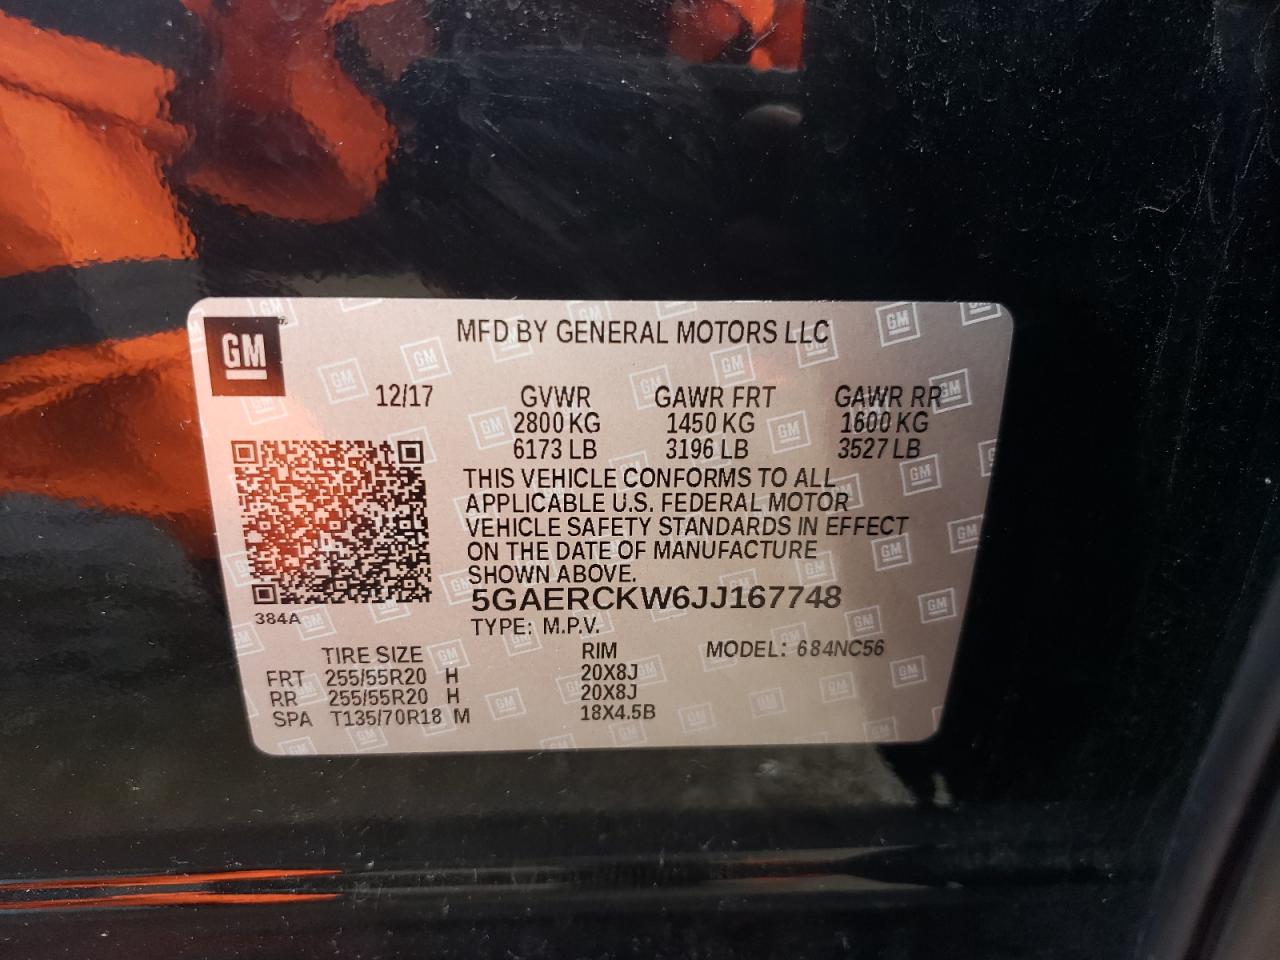 GM
MFD BY GENERAL MOTORS LLC
12/17 GVWR GAWR FRT GAWR RR
2800 KG 1450 KG 1600 KG
6173 LB 3196 LB 3527 LB
THIS VEHICLE CONFORMS TO ALL
APPLICABLE U.S. FEDERAL MOTOR
VEHICLE SAFETY STANDARDS IN EFFECT
ON THE DATE OF MANUFACTURE
SHOWN ABOVE.
5GAERCKW6JJ167748
384A
TYPE: M.P.V.
TIRE SIZE RIM MODEL: 684NC56
FRT 255/55R20 H 20X8J
RR 255/55R20 H 20X8J
SPA T135/70R18 M 18X4.5B